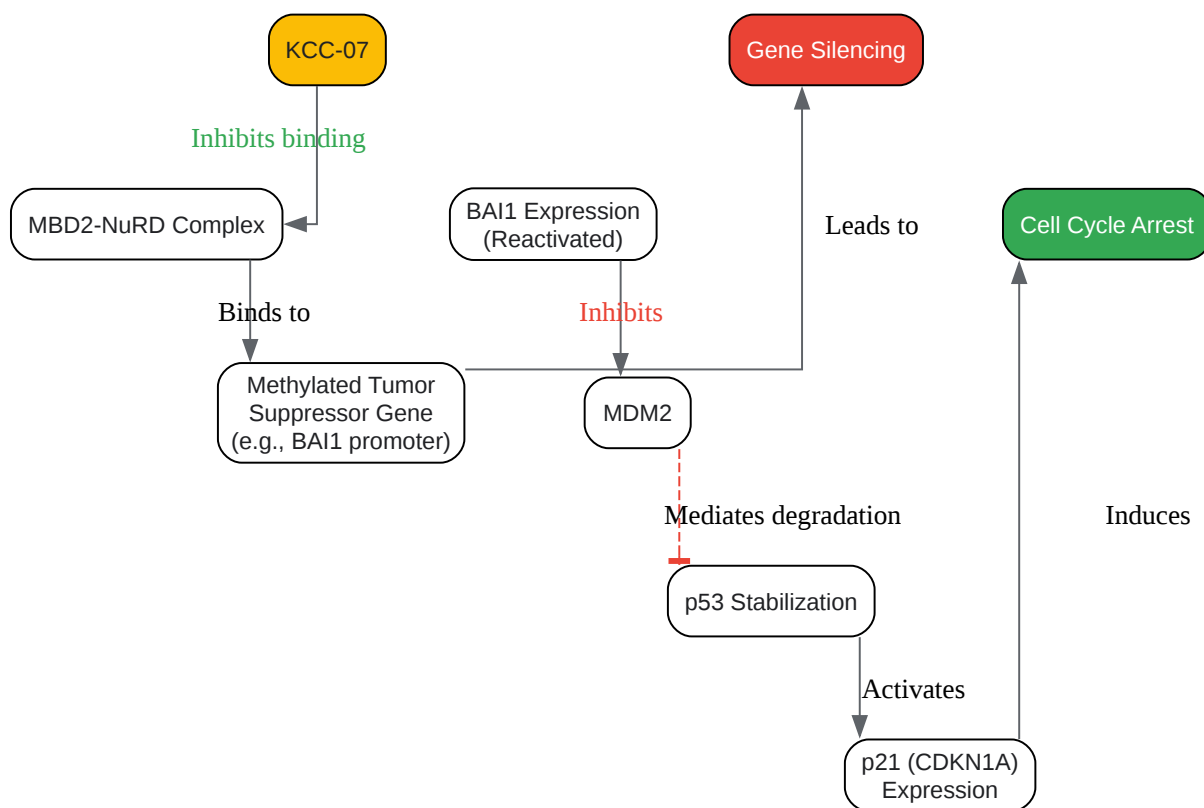 KCC-07
Gene Silencing
Inhibits binding
MBD2-NuRD Complex
BAI1 Expression
(Reactivated)
Leads to
Cell Cycle Arrest
Binds to
Inhibits
Methylated Tumor
Suppressor Gene
(e.g., BAI1 promoter)
MDM2
Mediates degradation
Induces
p53 Stabilization
Activates
p21 (CDKN1A)
Expression